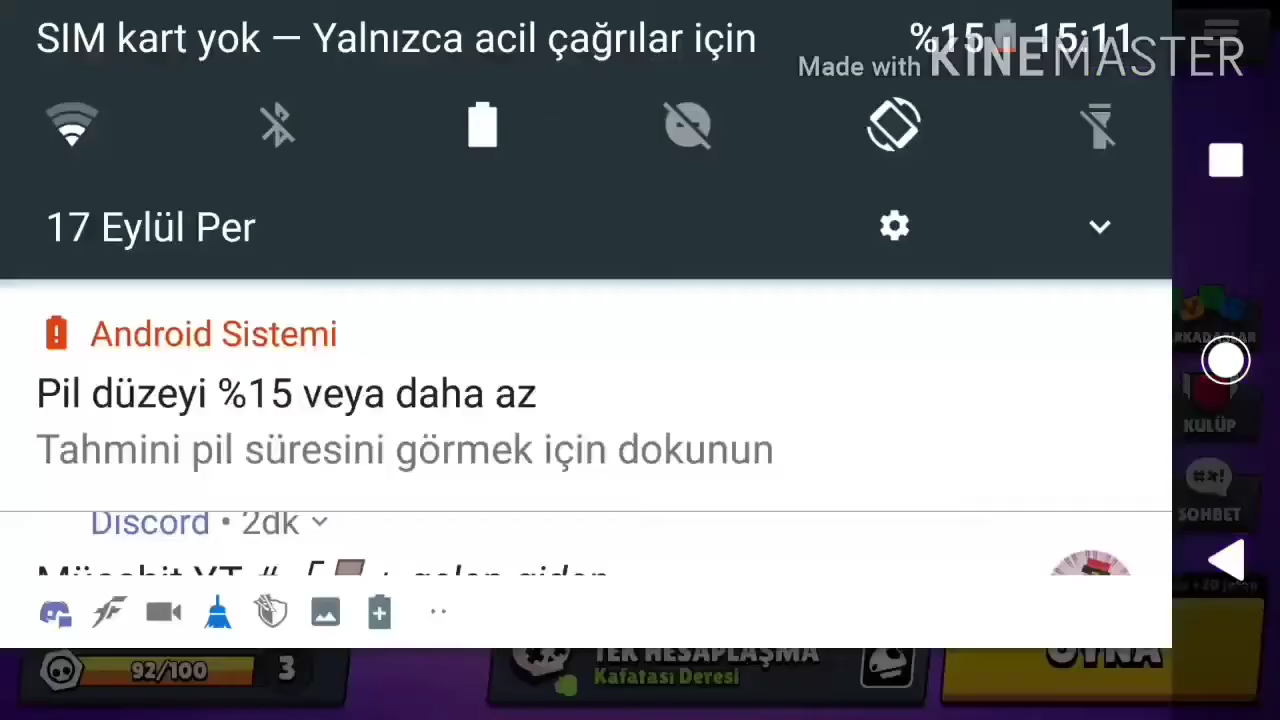 SIM kart yok — Yalnızca acil çağrılar için %15 15:11
Made with KINEMASTER
17 Eylül Per
Android Sistemi
Pil düzeyi %15 veya daha az
Tahmini pil süresini görmek için dokunun
Discord • 2dk
KULÜP
SOHBET
92/100 3
TEK HESAPLAŞMA
Kafatası Deresi
OYNA